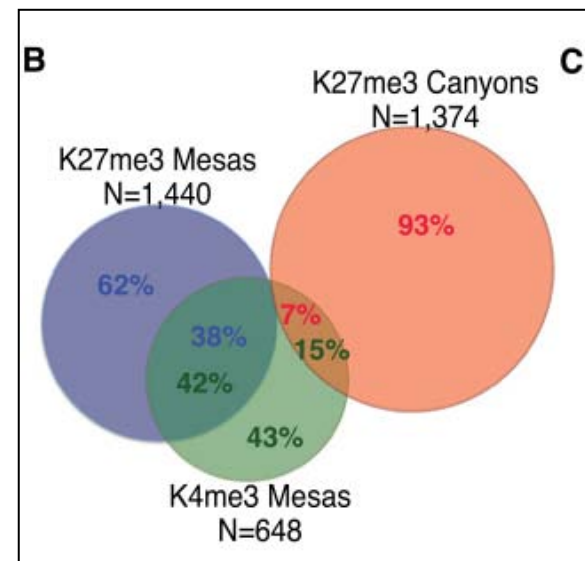 B
C
K27me3 Canyons
N=1,374
K27me3 Mesas
N=1,440
93%
62%
7%
38%
15%
42%
43%
K4me3 Mesas
N=648